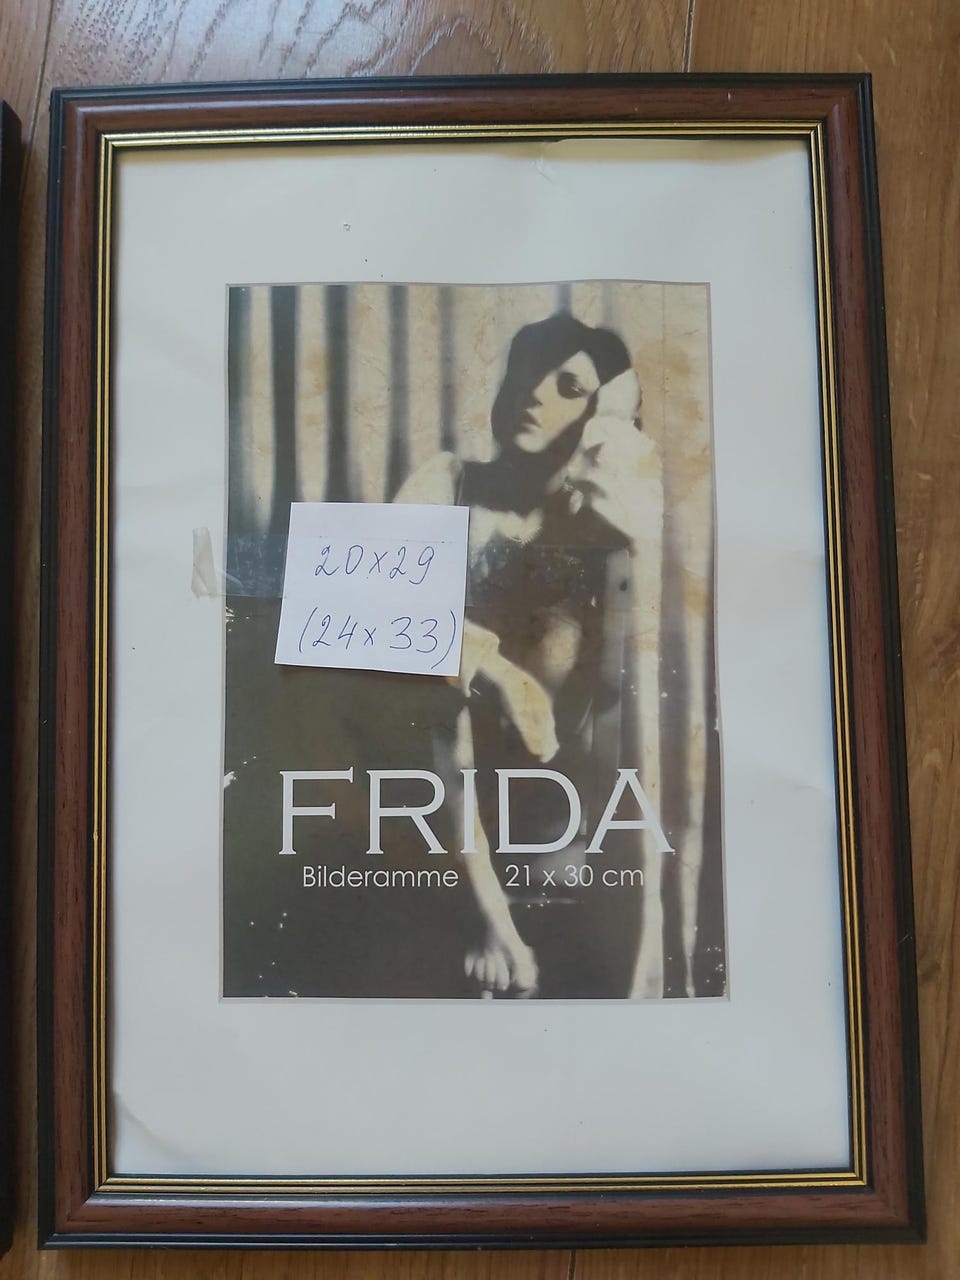 20x29
(24x33)
FRIDA
Bilderamme 21 x 30 cm